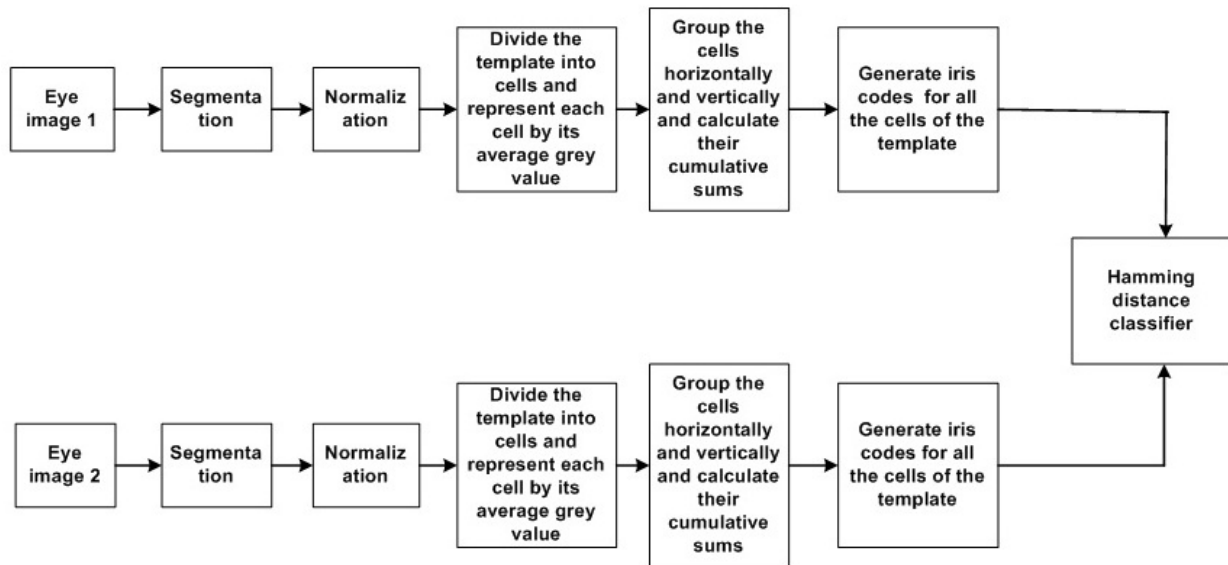 Eye
image 1
Segmenta
tion
Normaliz
ation
Divide the
template into
cells and
represent each
cell by its
average grey
value
Group the
cells
horizontally
and vertically
and calculate
their
cumulative
sums
Generate iris
codes for all
the cells of the
template
Hamming
distance
classifier
Eye
image 2
Segmenta
tion
Normaliz
ation
Divide the
template into
cells and
represent each
cell by its
average grey
value
Group the
cells
horizontally
and vertically
and calculate
their
cumulative
sums
Generate iris
codes for all
the cells of the
template